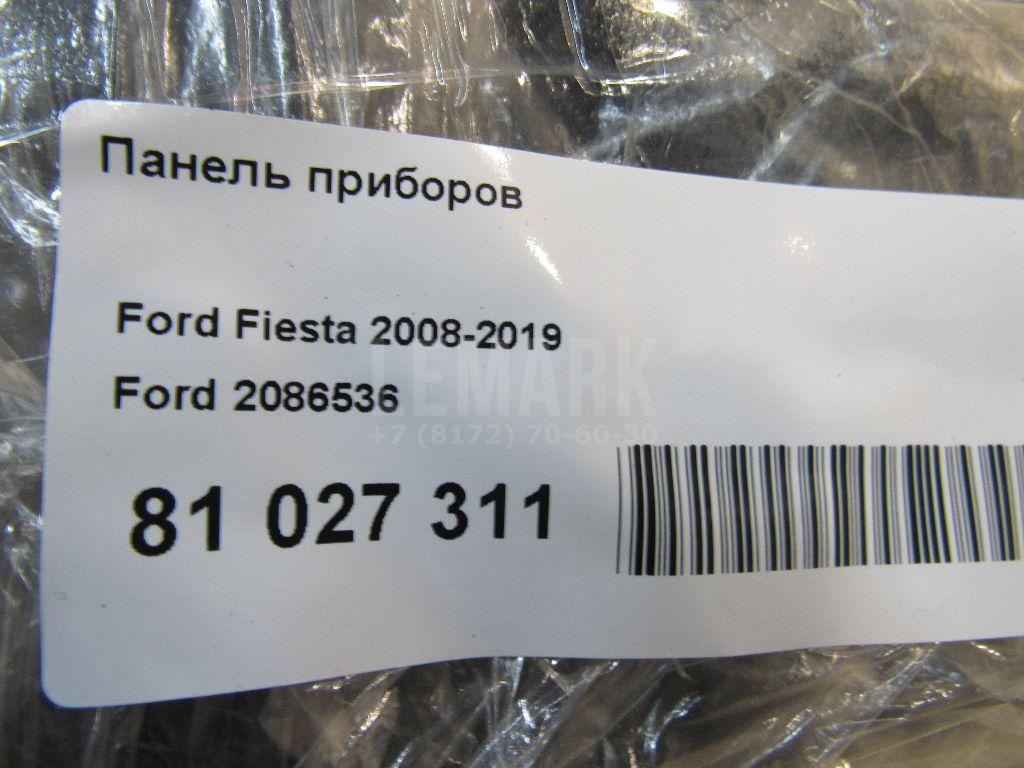 Панель приборов
Ford Fiesta 2008-2019
Ford 2086536
LEMARK
+7 (8172) 70-60-30
81 027 311